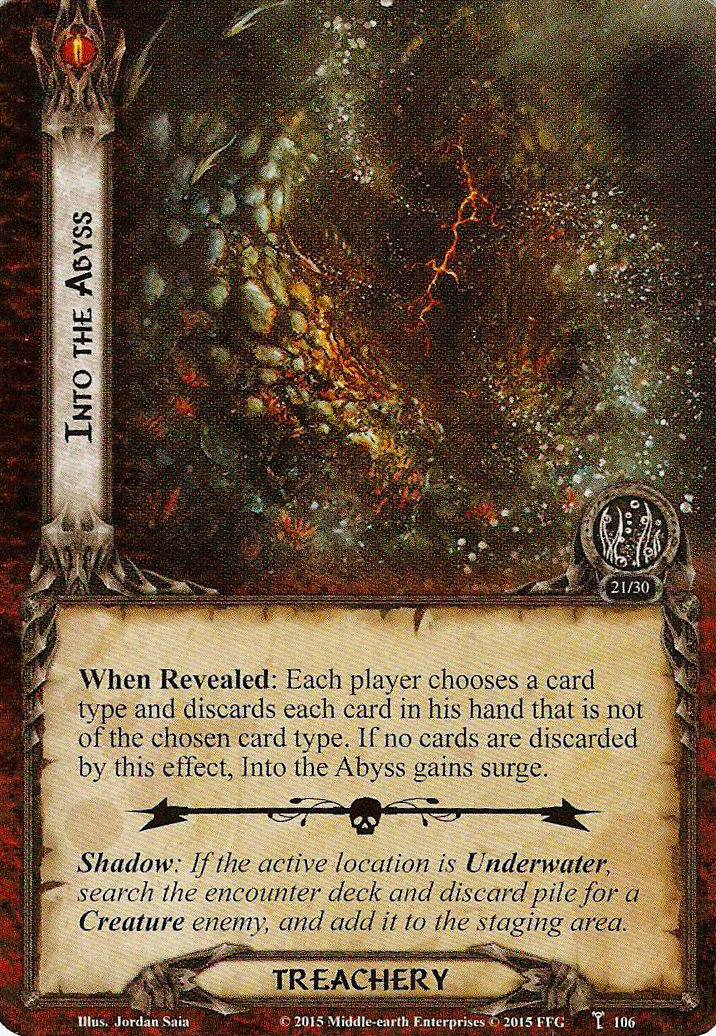 INTO THE ABYSS
21/30
When Revealed: Each player chooses a card
type and discards each card in his hand that is not
of the chosen card type. If no cards are discarded
by this effect, Into the Abyss gains surge.
Shadow: If the active location is Underwater,
search the encounter deck and discard pile for a
Creature enemy, and add it to the staging area.
TREACHERY
Illus. Jordan Saia © 2015 Middle-earth Enterprises © 2015 FFG 106